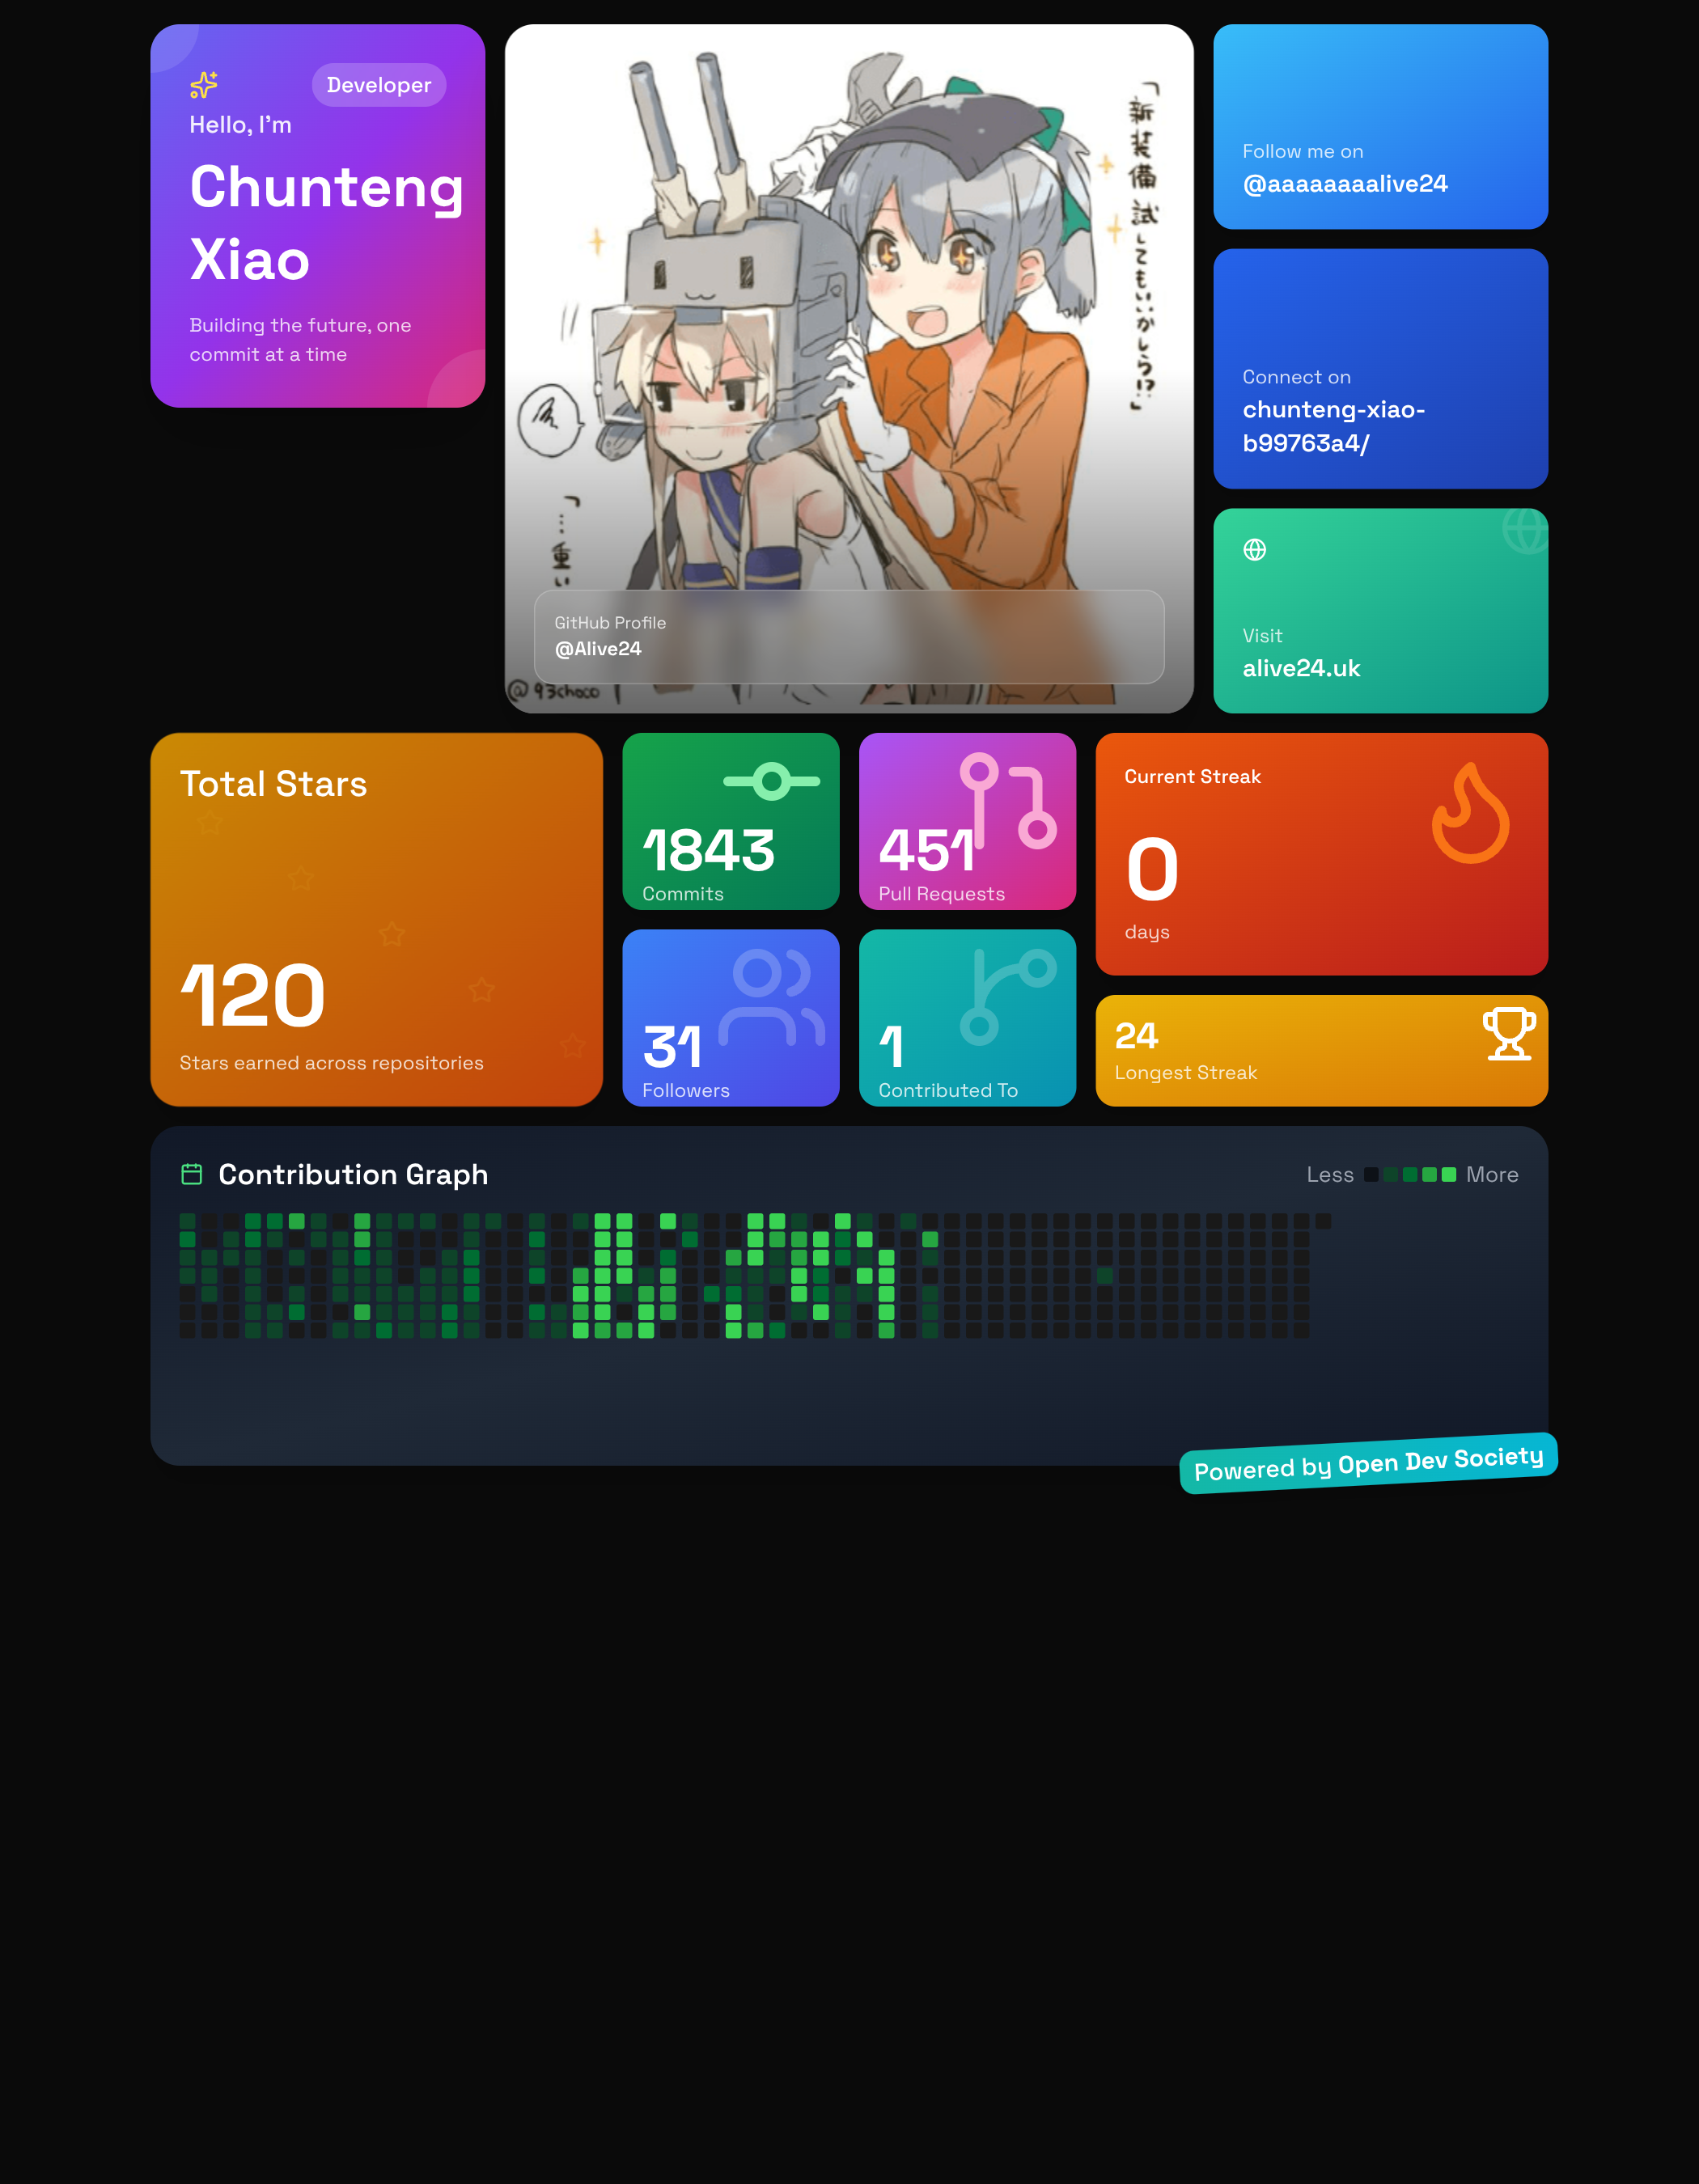 Developer
Hello, I'm
Chunteng
Xiao
Building the future, one
commit at a time
「新装備試してもいいかしら!?」
「…重い
@93choco
GitHub Profile
@Alive24
Follow me on
@aaaaaaaalive24
Connect on
chunteng-xiao-
b99763a4/
Visit
alive24.uk
Total Stars
120
Stars earned across repositories
1843
Commits
451
Pull Requests
31
Followers
1
Contributed To
Current Streak
0
days
24
Longest Streak
Contribution Graph
Less
More
Powered by Open Dev Society